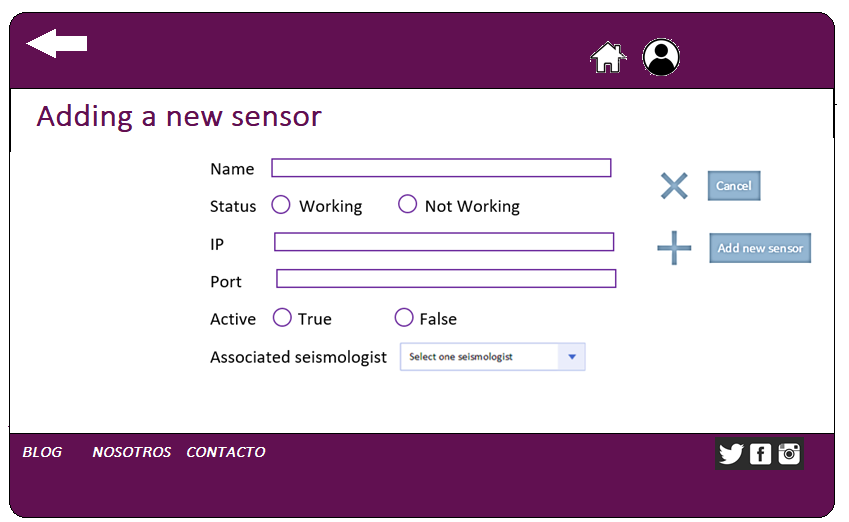 Adding a new sensor
Name
Cancel
Status Working Not Working
IP
Add new sensor
Port
Active True False
Associated seismologist Select one seismologist
BLOG NOSOTROS CONTACTO